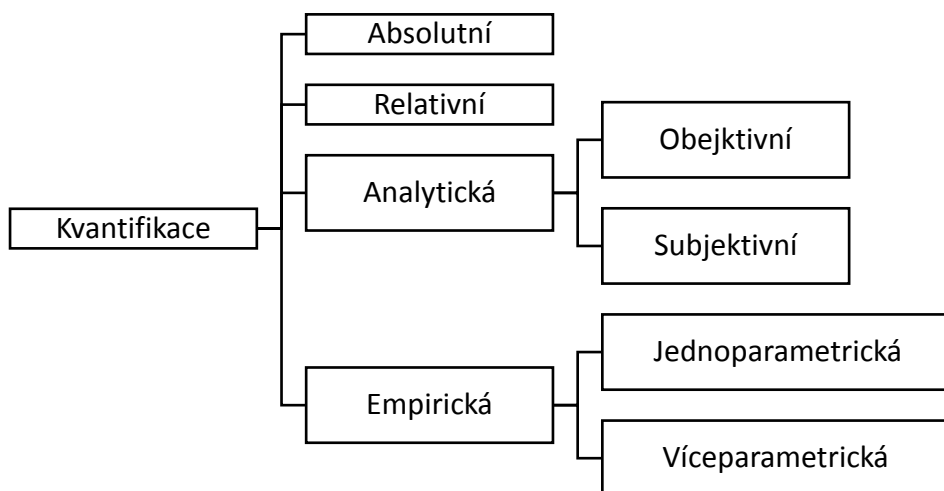 Absolutní
Relativní
Obejktivní
Analytická
Kvantifikace
Subjektivní
Jednoparametrická
Empirická
Víceparametrická